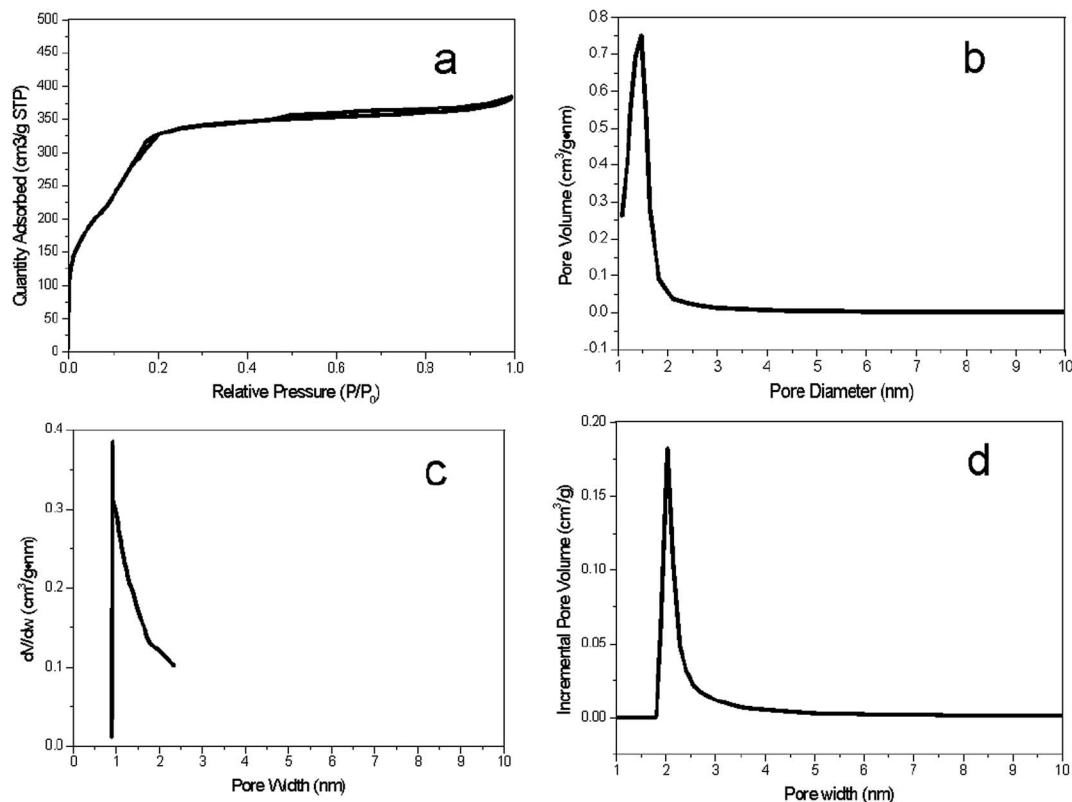 a
Quantity Adsorbed (cm3/g STP)
500
450
400
350
300
250
200
150
100
50
0
0.0 0.2 0.4 0.6 0.8 1.0
Relative Pressure (P/P₀)
b
Pore Volume (cm³/g•nm)
0.8
0.7
0.6
0.5
0.4
0.3
0.2
0.1
0.0
-0.1
1 2 3 4 5 6 7 8 9 10
Pore Diameter (nm)
c
dV/dw (cm³/g•nm)
0.4
0.3
0.2
0.1
0.0
0 1 2 3 4 5 6 7 8 9 10
Pore Width (nm)
d
Incremental Pore Volume (cm³/g)
0.20
0.15
0.10
0.05
0.00
1 2 3 4 5 6 7 8 9 10
Pore width (nm)